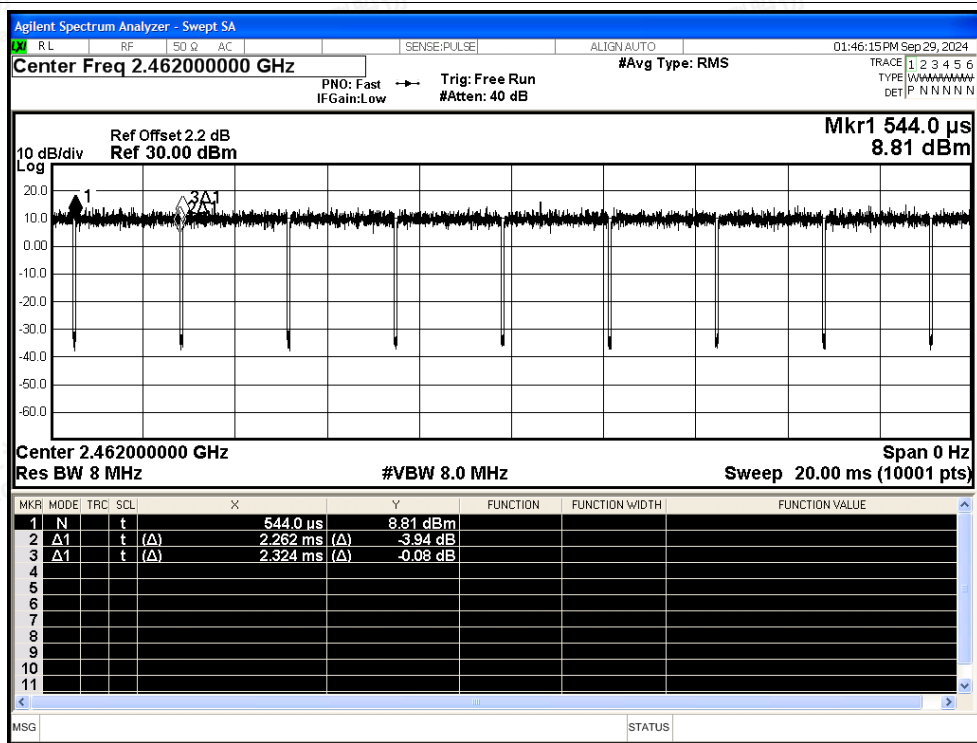 Agilent Spectrum Analyzer - Swept SA
LXI RL RF 50 Ω AC SENSE:PULSE ALIGN AUTO 01:46:15 PM Sep 29, 2024
Center Freq 2.462000000 GHz #Avg Type: RMS TRACE 1 2 3 4 5 6
PNO: Fast Trig: Free Run TYPE
IFGain:Low #Atten: 40 dB DET P N N N N N
Mkr1 544.0 µs
Ref Offset 2.2 dB
10 dB/div Ref 30.00 dBm 8.81 dBm
Log
20.0
1 3Δ1
10.0
0.00
-10.0
-20.0
-30.0
-40.0
-50.0
-60.0
Center 2.462000000 GHz Span 0 Hz
Res BW 8 MHz #VBW 8.0 MHz Sweep 20.00 ms (10001 pts)
MKR MODE TRC SCL X Y FUNCTION FUNCTION WIDTH FUNCTION VALUE
1 N t 544.0 µs 8.81 dBm
2 Δ1 t (Δ) 2.262 ms (Δ) -3.94 dB
3 Δ1 t (Δ) 2.324 ms (Δ) -0.08 dB
4
5
6
7
8
9
10
11
MSG STATUS